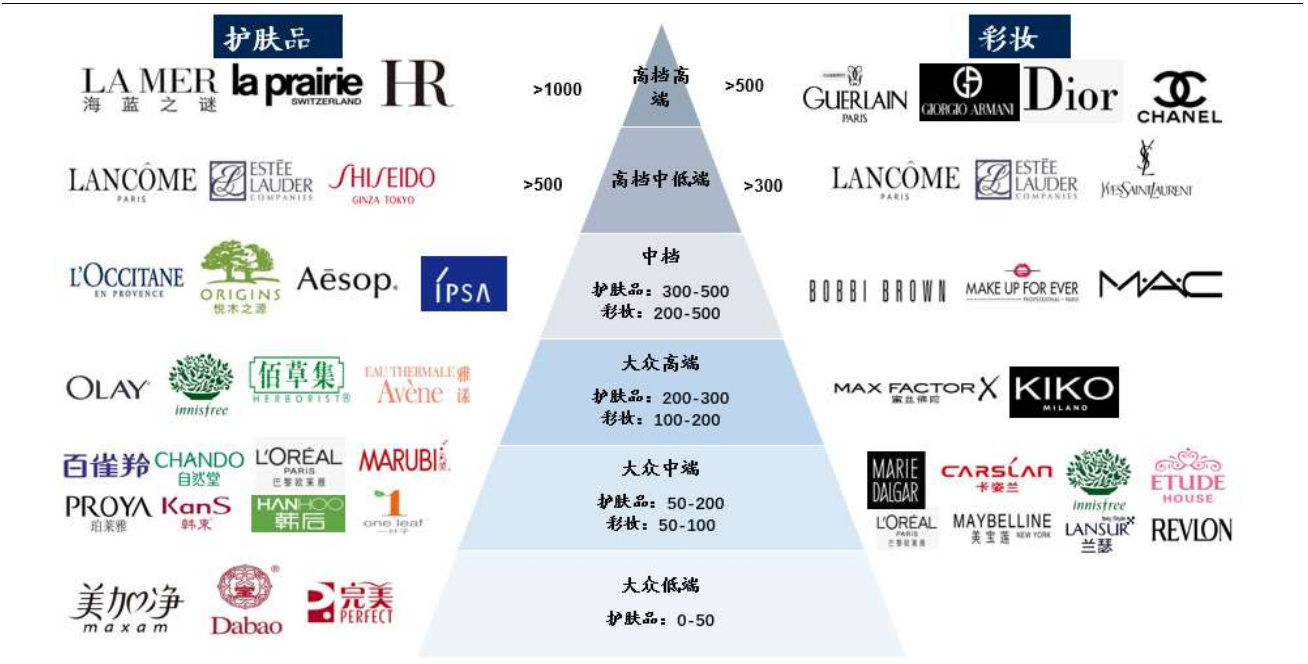 护肤品
彩妆
LA MER
海蓝之谜
la prairie
SWITZERLAND
HR
>1000
高档高
端
>500
GUERLAIN
PARIS
GIORGIO ARMANI
Dior
CHANEL
LANCÔME
PARIS
ESTĒE
LAUDER
COMPANIES
SHISEIDO
GINZA TOKYO
>500
高档中低端
>300
LANCÔME
PARIS
ESTĒE
LAUDER
COMPANIES
YVES SAINT LAURENT
L'OCCITANE
EN PROVENCE
ORIGINS
悦木之源
Aēsop.
IPSA
中档
护肤品：300-500
彩妆：200-500
BOBBI BROWN
MAKE UP FOR EVER
PROFESSIONAL - PARIS
M·A·C
OLAY
innisfree
佰草集
HERBORIST®
EAU THERMALE
Avène
雅漾
大众高端
护肤品：200-300
彩妆：100-200
MAX FACTOR X
蜜丝佛陀
KIKO
MILANO
百雀羚
CHANDO
自然堂
L'ORÉAL
PARIS
巴黎欧莱雅
MARUBI
PROYA
珀莱雅
KanS
韩束
HANHOO
韩后
1
one leaf
一叶子
大众中端
护肤品：50-200
彩妆：50-100
MARIE
DALGAR
CARSLAN
卡姿兰
innisfree
ETUDE
HOUSE
L'ORÉAL
PARIS
巴黎欧莱雅
MAYBELLINE
美宝莲 NEW YORK
LANSUR
兰瑟
REVLON
美加净
maxam
®
Dabao
完美
PERFECT
大众低端
护肤品：0-50